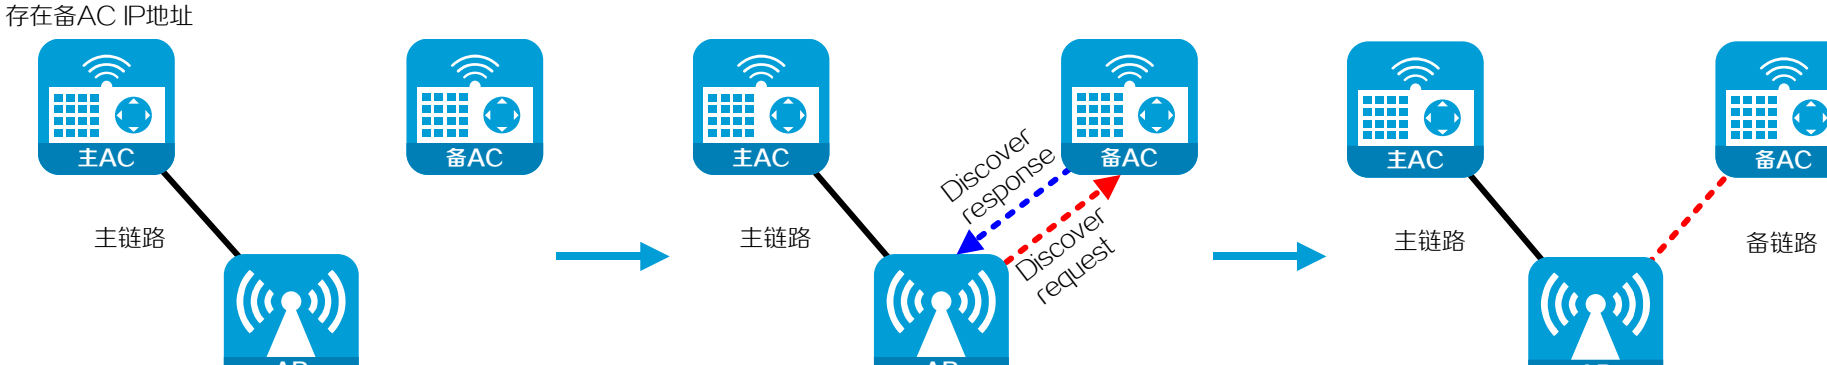 存在备AC IP地址
主AC
备AC
主链路
主AC
备AC
Discover
response
Discover
request
主链路
主AC
备AC
主链路
备链路